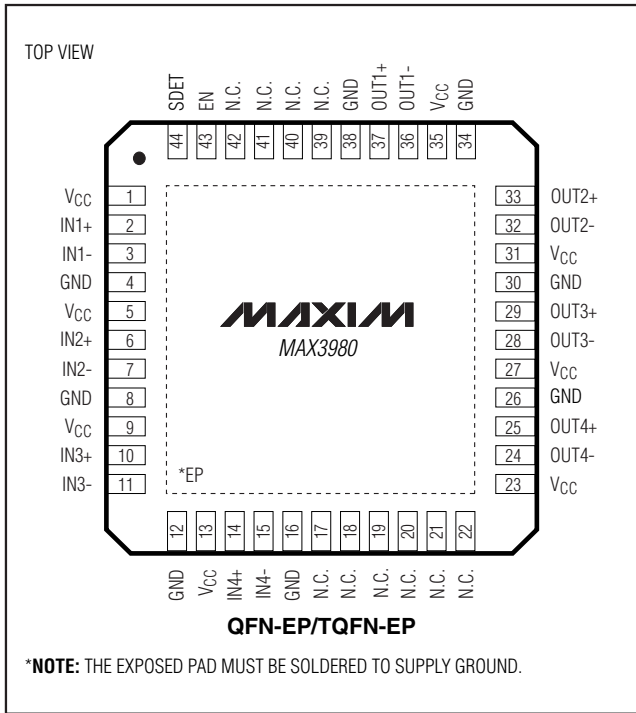 TOP VIEW
SDET EN N.C. N.C. N.C. N.C. GND OUT1+ OUT1- VCC GND
44 43 42 41 40 39 38 37 36 35 34
VCC 1
IN1+ 2
IN1- 3
GND 4
VCC 5
IN2+ 6
IN2- 7
GND 8
VCC 9
IN3+ 10
IN3- 11
MAXIM
MAX3980
*EP
33 OUT2+
32 OUT2-
31 VCC
30 GND
29 OUT3+
28 OUT3-
27 VCC
26 GND
25 OUT4+
24 OUT4-
23 VCC
12 13 14 15 16 17 18 19 20 21 22
GND VCC IN4+ IN4- GND N.C. N.C. N.C. N.C. N.C. N.C.
QFN-EP/TQFN-EP
*NOTE: THE EXPOSED PAD MUST BE SOLDERED TO SUPPLY GROUND.